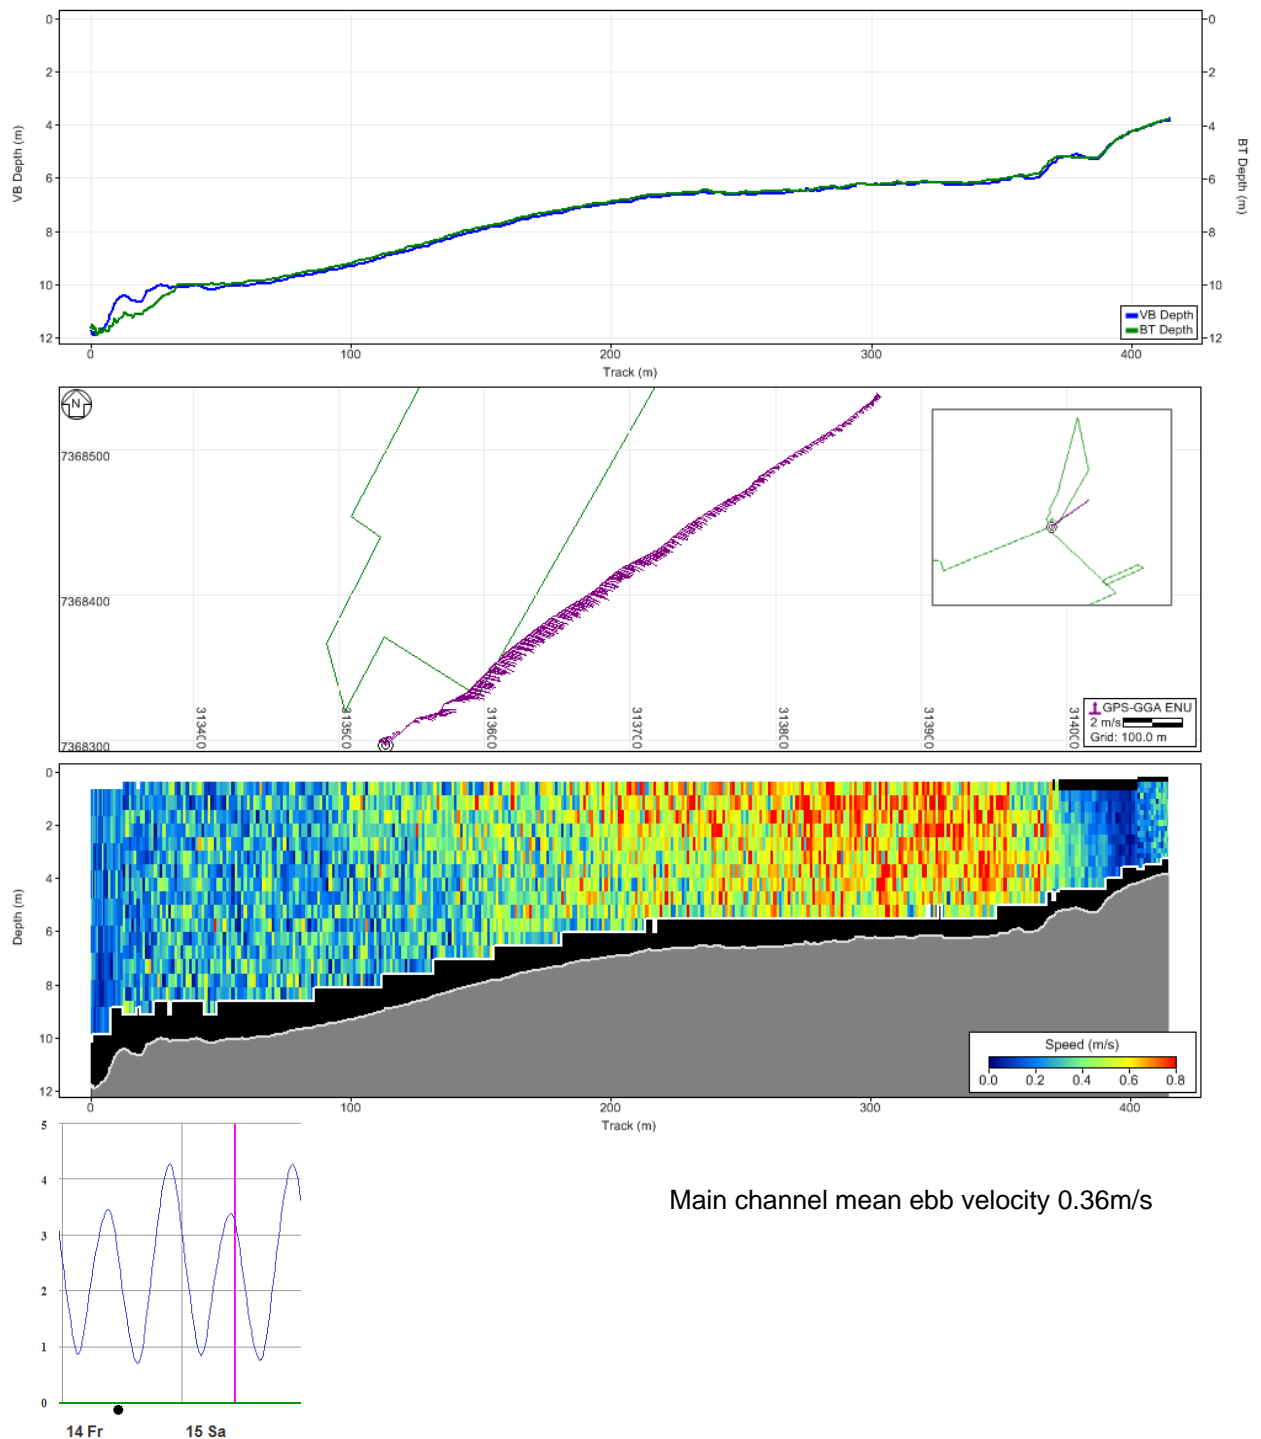 0 0
2 2
4 4
6 6
8 8
10 10
12 12
VB Depth (m)
BT Depth (m)
VB Depth
BT Depth
0 100 200 300 400
Track (m)
N
7368500
7368400
7368300
313400 313500 313600 313700 313800 313900 314000
GPS-GGA ENU
2 m/s
Grid: 100.0 m
0
2
4
6
8
10
12
Depth (m)
Speed (m/s)
0.0 0.2 0.4 0.6 0.8
0 100 200 300 400
Track (m)
5
4
3
2
1
0
14 Fr 15 Sa
Main channel mean ebb velocity 0.36m/s